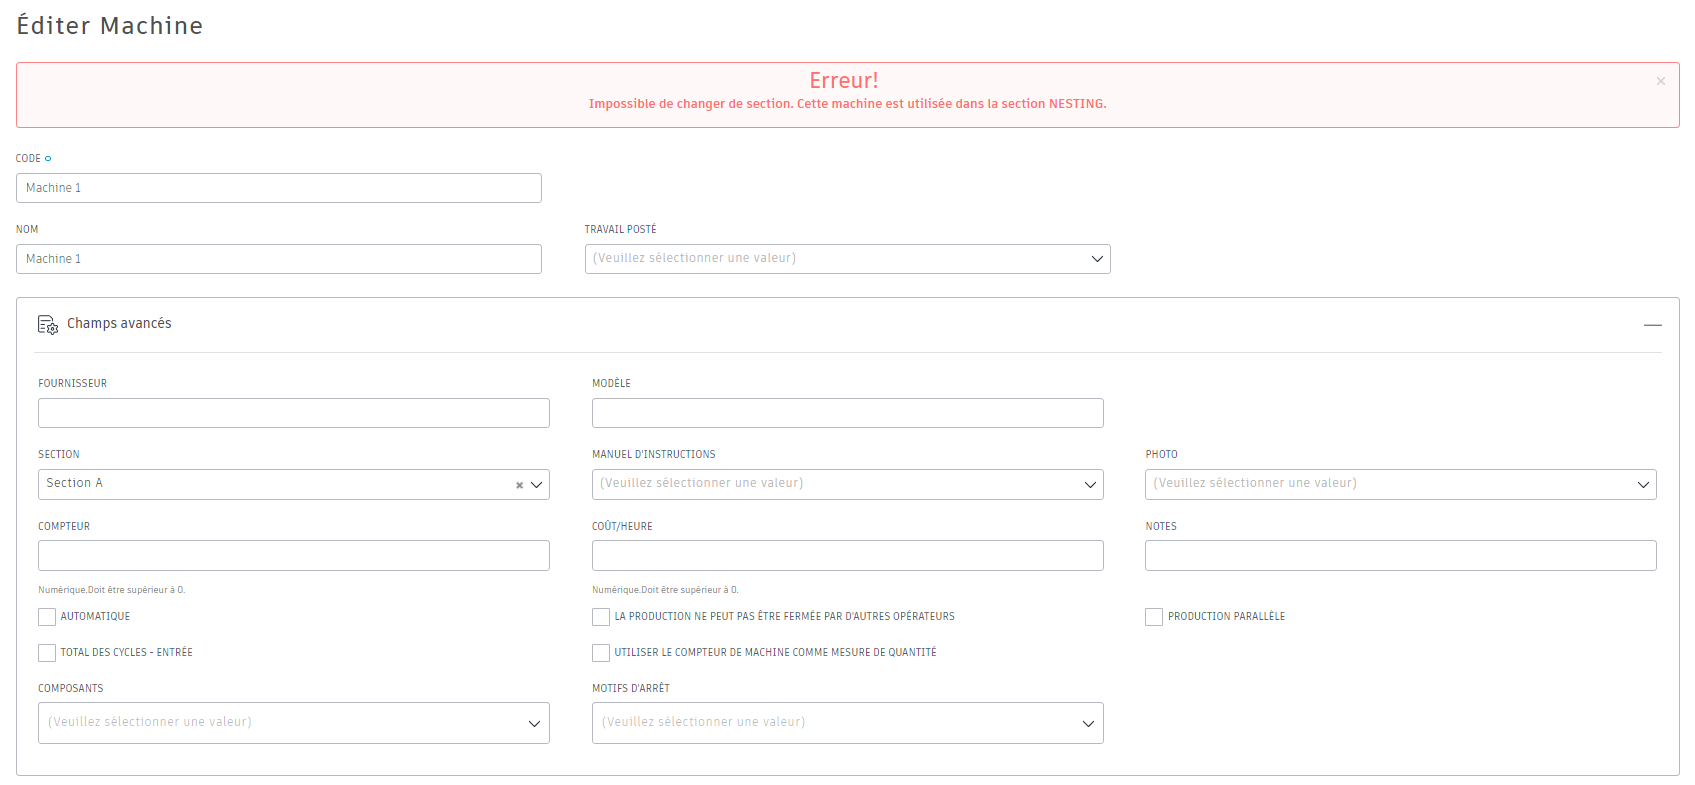 Éditer Machine
Erreur!
×
Impossible de changer de section. Cette machine est utilisée dans la section NESTING.
CODE
Machine 1
NOM
TRAVAIL POSTÉ
Machine 1
(Veuillez sélectionner une valeur)
Champs avancés
FOURNISSEUR
MODÈLE
SECTION
MANUEL D'INSTRUCTIONS
PHOTO
Section A
(Veuillez sélectionner une valeur)
(Veuillez sélectionner une valeur)
COMPTEUR
COÛT/HEURE
NOTES
Numérique.Doit être supérieur à 0.
Numérique.Doit être supérieur à 0.
AUTOMATIQUE
LA PRODUCTION NE PEUT PAS ÊTRE FERMÉE PAR D'AUTRES OPÉRATEURS
PRODUCTION PARALLÈLE
TOTAL DES CYCLES - ENTRÉE
UTILISER LE COMPTEUR DE MACHINE COMME MESURE DE QUANTITÉ
COMPOSANTS
MOTIFS D'ARRÊT
(Veuillez sélectionner une valeur)
(Veuillez sélectionner une valeur)